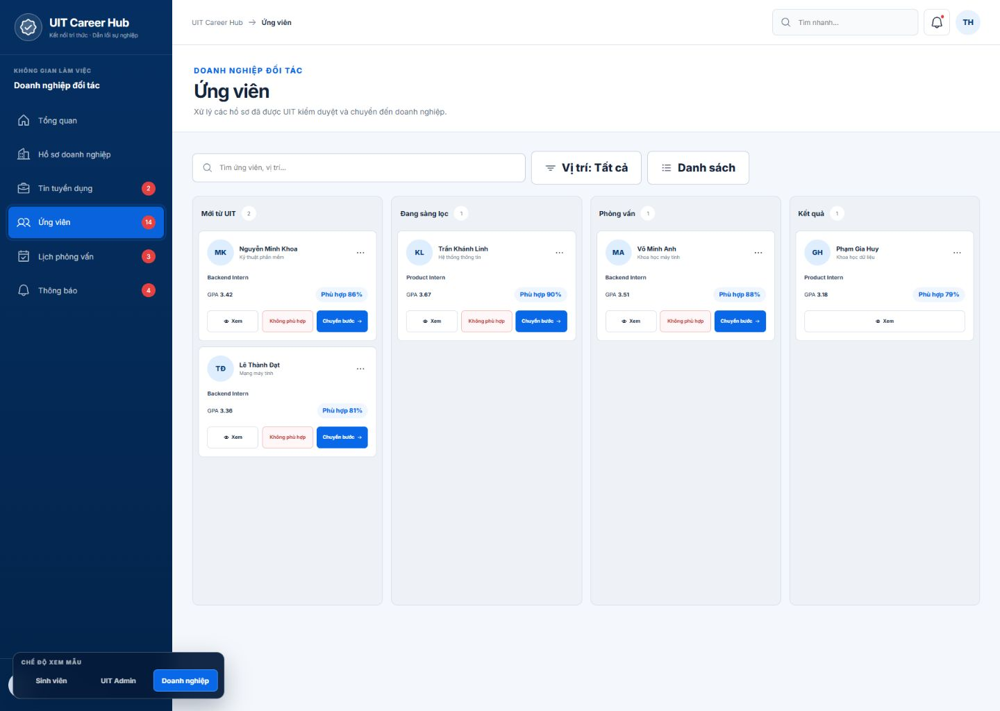 UIT Career Hub
Kết nối tri thức · Dẫn lối sự nghiệp
KHÔNG GIAN LÀM VIỆC
Doanh nghiệp đối tác
Tổng quan
Hồ sơ doanh nghiệp
Tin tuyển dụng 2
Ứng viên 14
Lịch phỏng vấn 3
Thông báo 4
CHẾ ĐỘ XEM MẪU
Sinh viên UIT Admin Doanh nghiệp
UIT Career Hub → Ứng viên
Tìm nhanh...
TH
DOANH NGHIỆP ĐỐI TÁC
Ứng viên
Xử lý các hồ sơ đã được UIT kiểm duyệt và chuyển đến doanh nghiệp.
Tìm ứng viên, vị trí...
Vị trí: Tất cả
Danh sách
Mới từ UIT 2
MK
Nguyễn Minh Khoa
Kỹ thuật phần mềm
Backend Intern
GPA 3.42 Phù hợp 86%
Xem Không phù hợp Chuyển bước →
TĐ
Lê Thành Đạt
Mạng máy tính
Backend Intern
GPA 3.36 Phù hợp 81%
Xem Không phù hợp Chuyển bước →
Đang sàng lọc 1
KL
Trần Khánh Linh
Hệ thống thông tin
Product Intern
GPA 3.67 Phù hợp 90%
Xem Không phù hợp Chuyển bước →
Phỏng vấn 1
MA
Võ Minh Anh
Khoa học máy tính
Backend Intern
GPA 3.51 Phù hợp 88%
Xem Không phù hợp Chuyển bước →
Kết quả 1
GH
Phạm Gia Huy
Khoa học dữ liệu
Product Intern
GPA 3.18 Phù hợp 79%
Xem